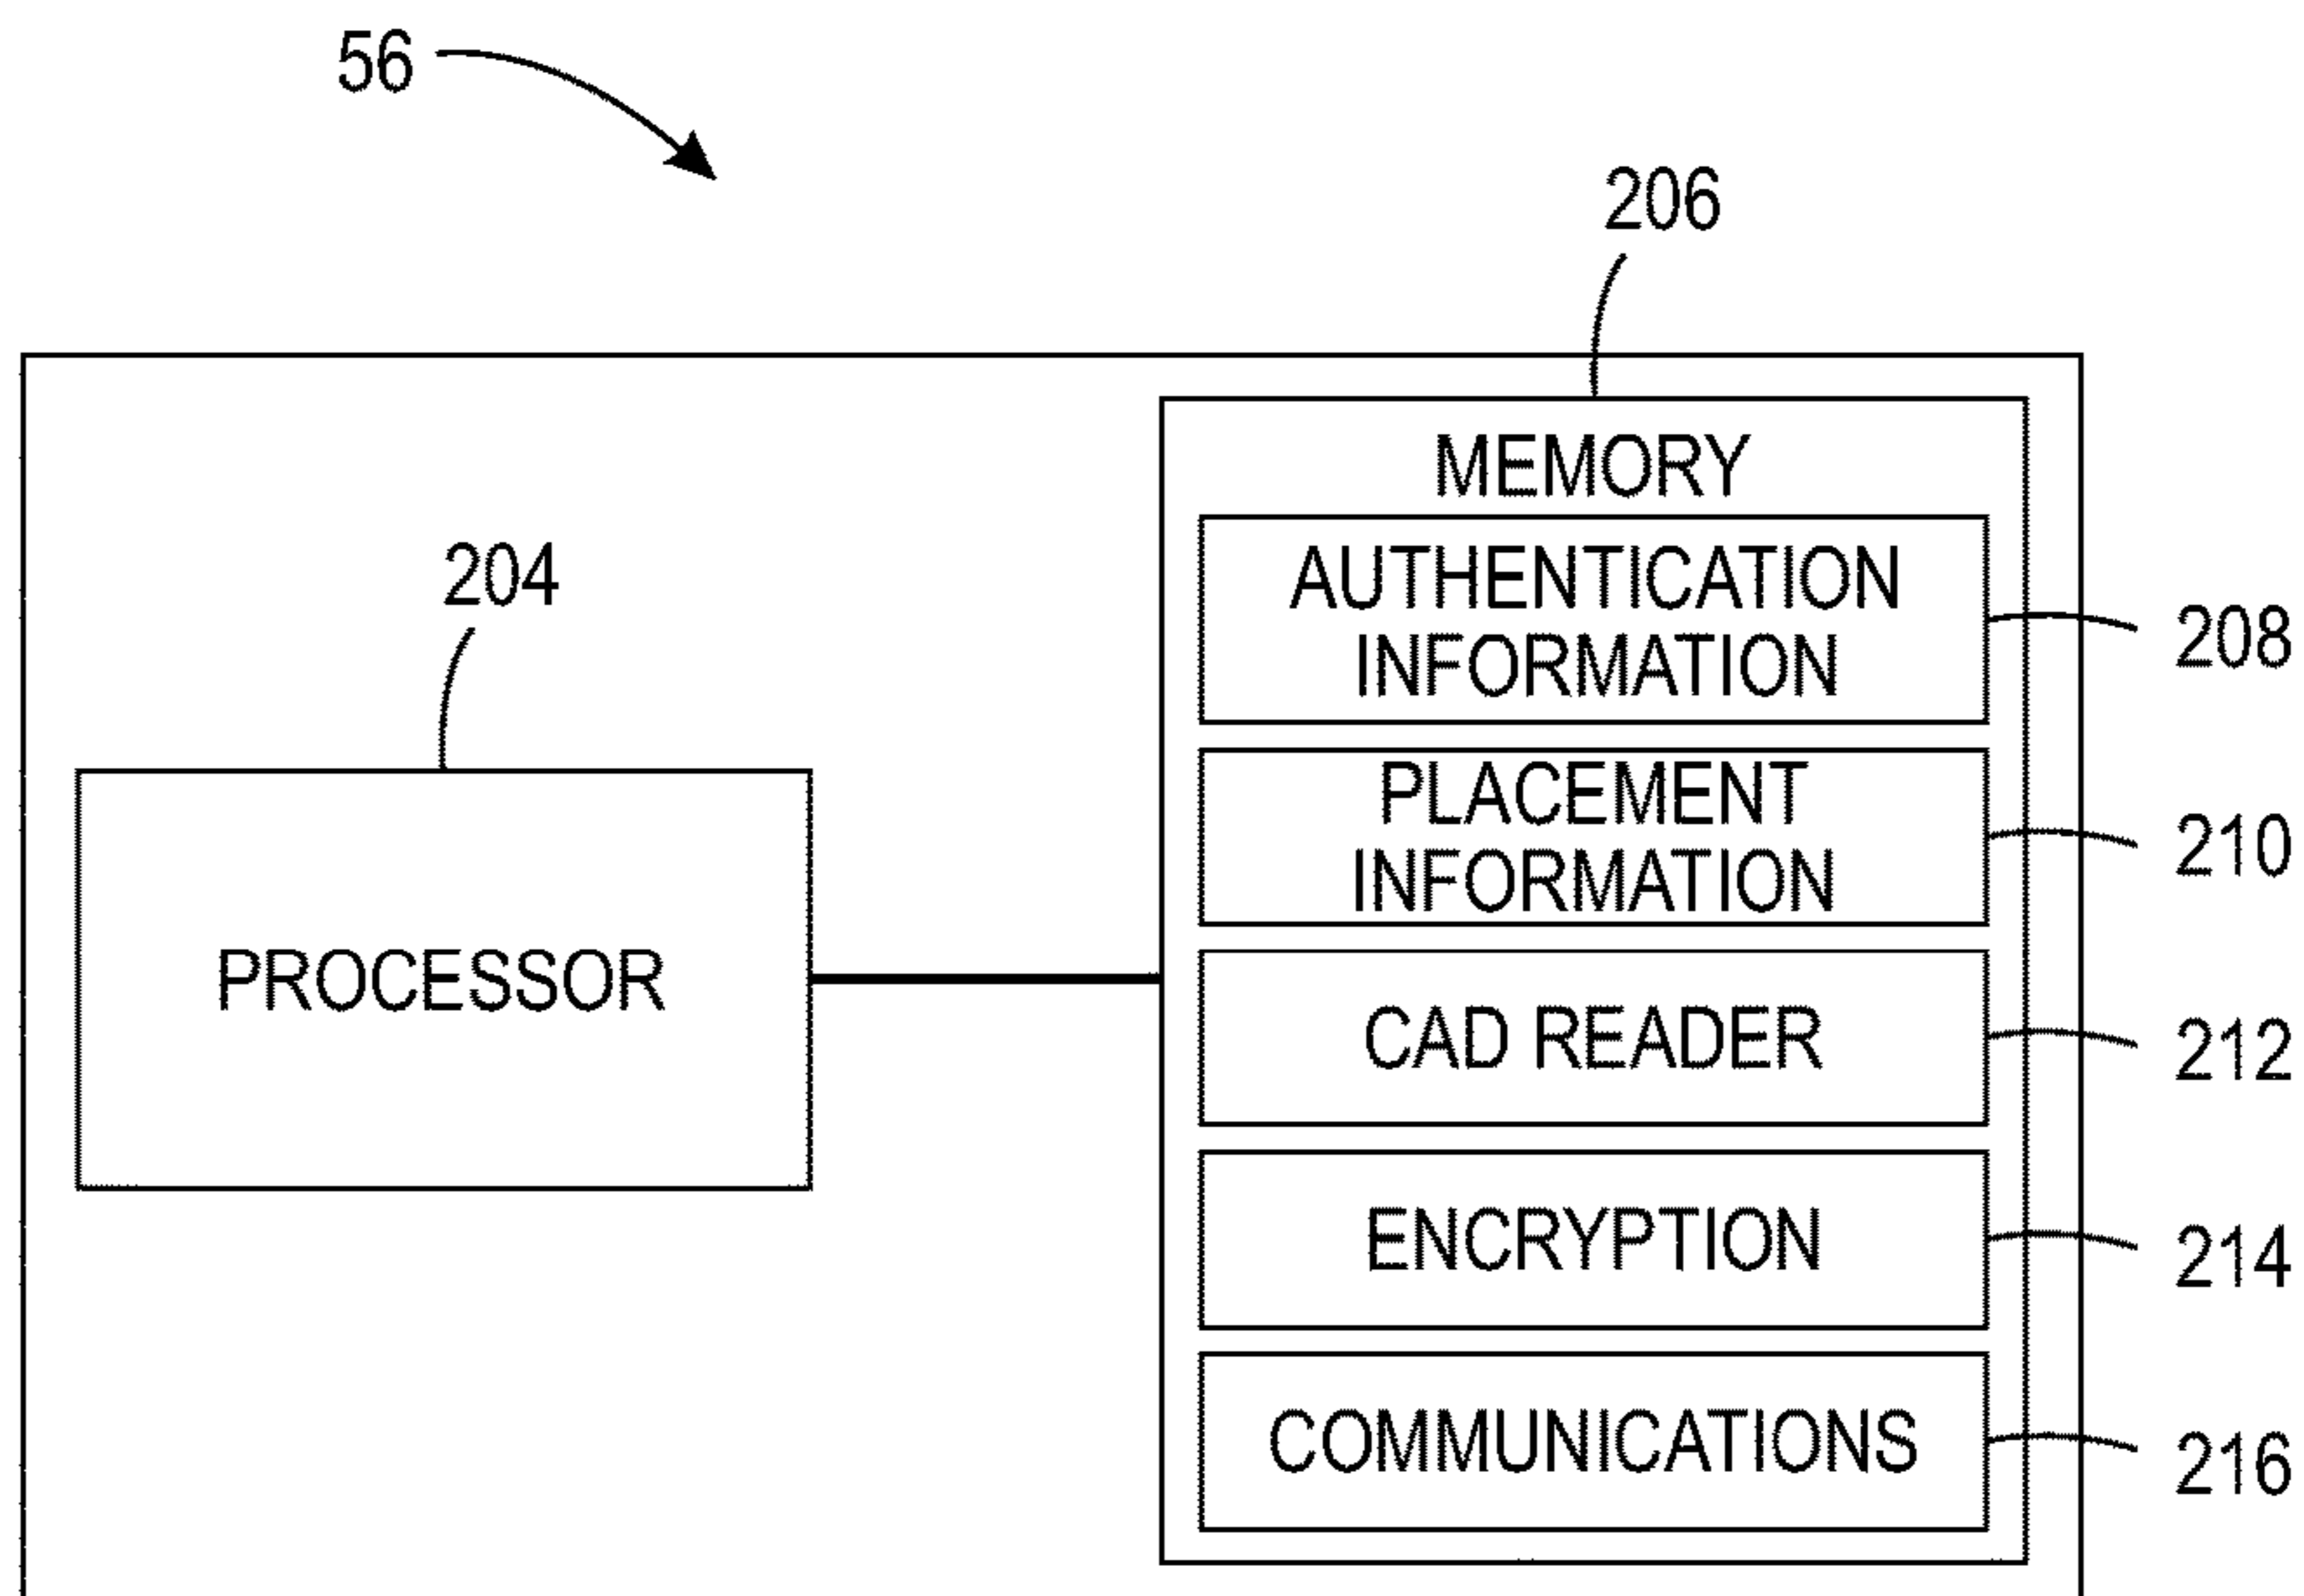 56
206
MEMORY
AUTHENTICATION
INFORMATION
208
204
PLACEMENT
INFORMATION
210
PROCESSOR
CAD READER
212
ENCRYPTION
214
COMMUNICATIONS
216